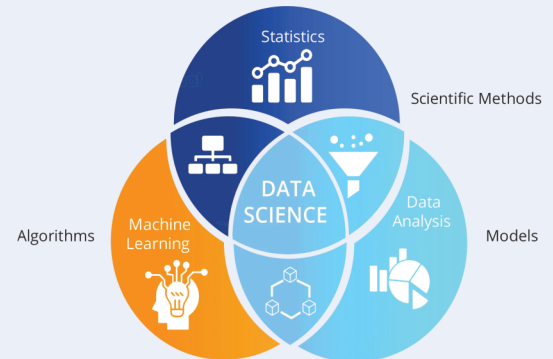 Statistics
Scientific Methods
DATA
SCIENCE
Data
Analysis
Machine
Learning
Algorithms
Models